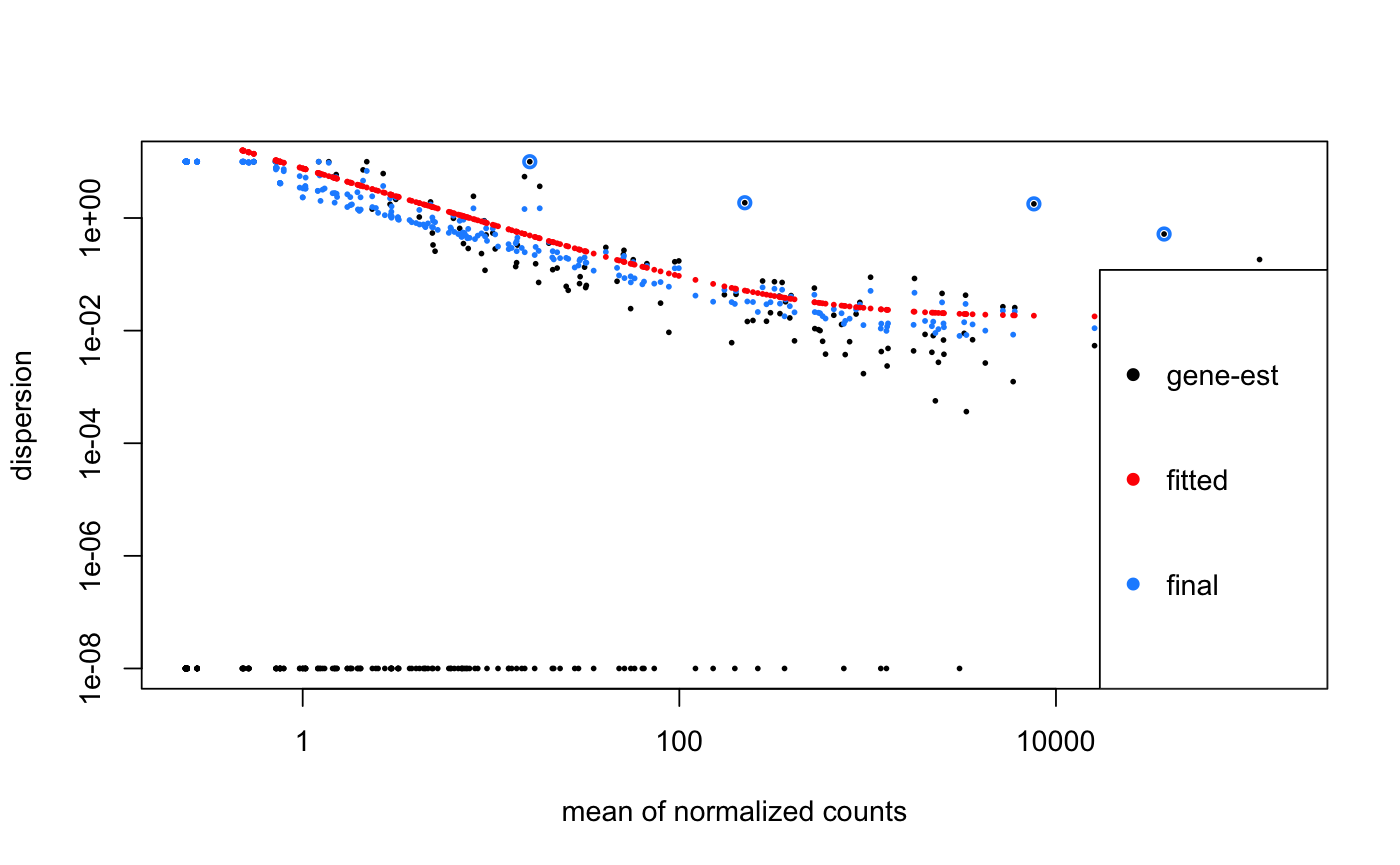 dispersion
1e+00
1e-02
1e-04
1e-06
1e-08
gene-est
fitted
final
1
100
10000
mean of normalized counts